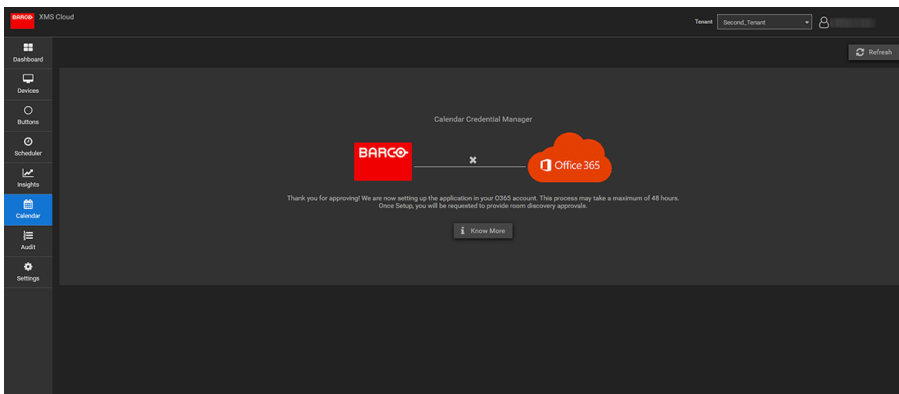 BARCO XMS Cloud
Tenant Second_Tenant
Refresh
Dashboard
Devices
Buttons
Scheduler
Insights
Calendar
Audit
Settings
Calendar Credential Manager
BARCO
Office 365
Thank you for approving! We are now setting up the application in your O365 account. This process may take a maximum of 48 hours.
Once Setup, you will be requested to provide room discovery approvals.
Know More